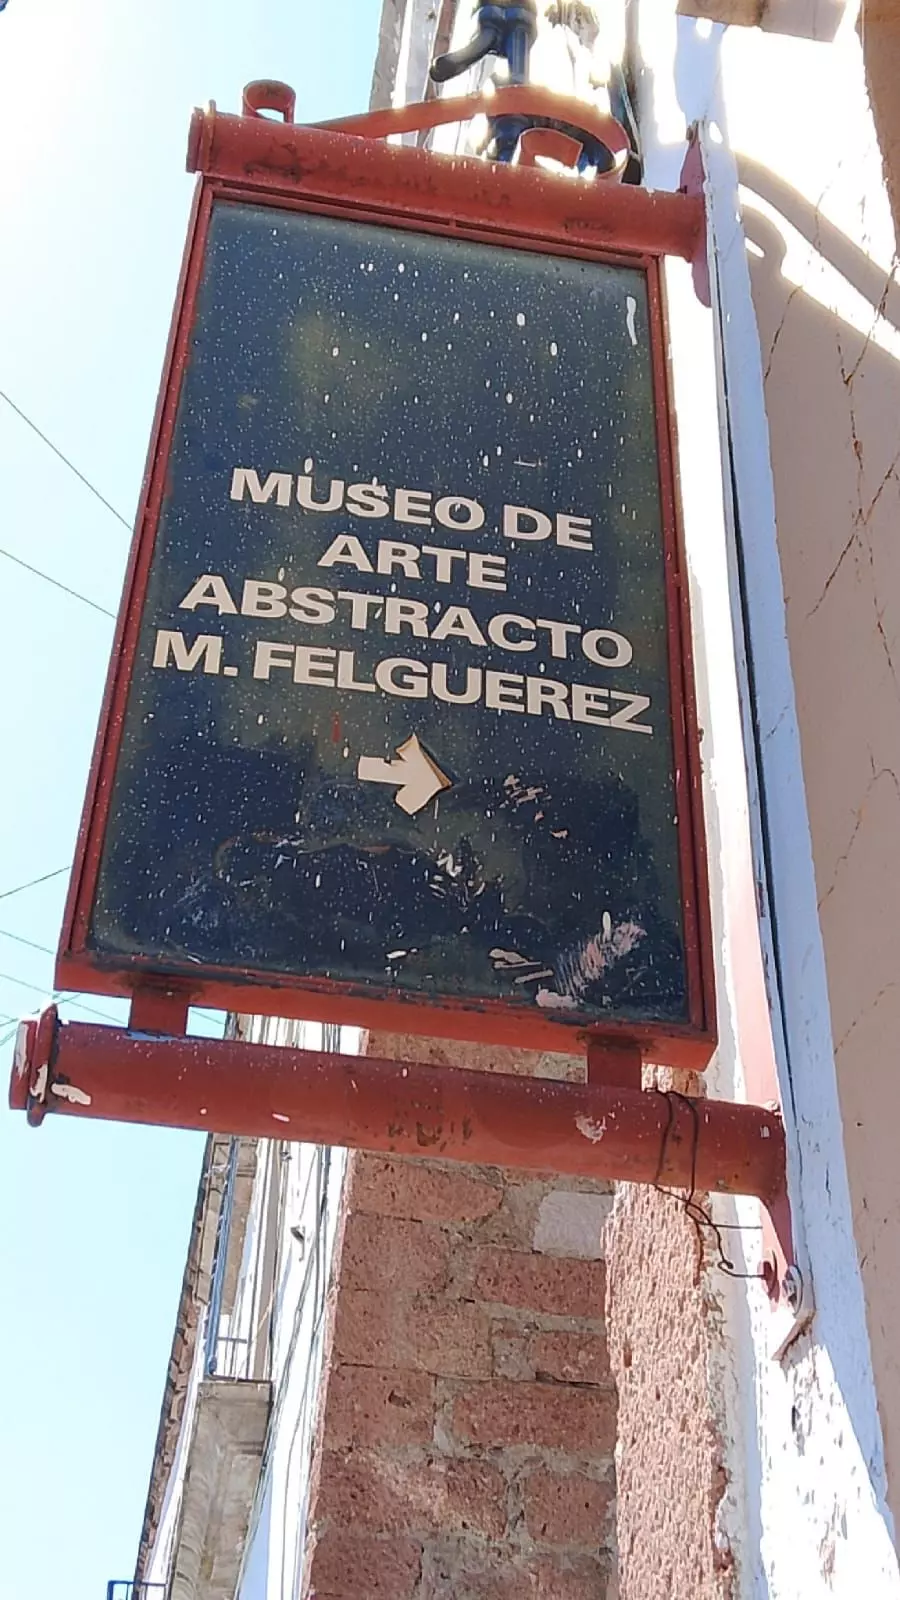 MUSEO DE
ARTE
ABSTRACTO
M. FELGUEREZ